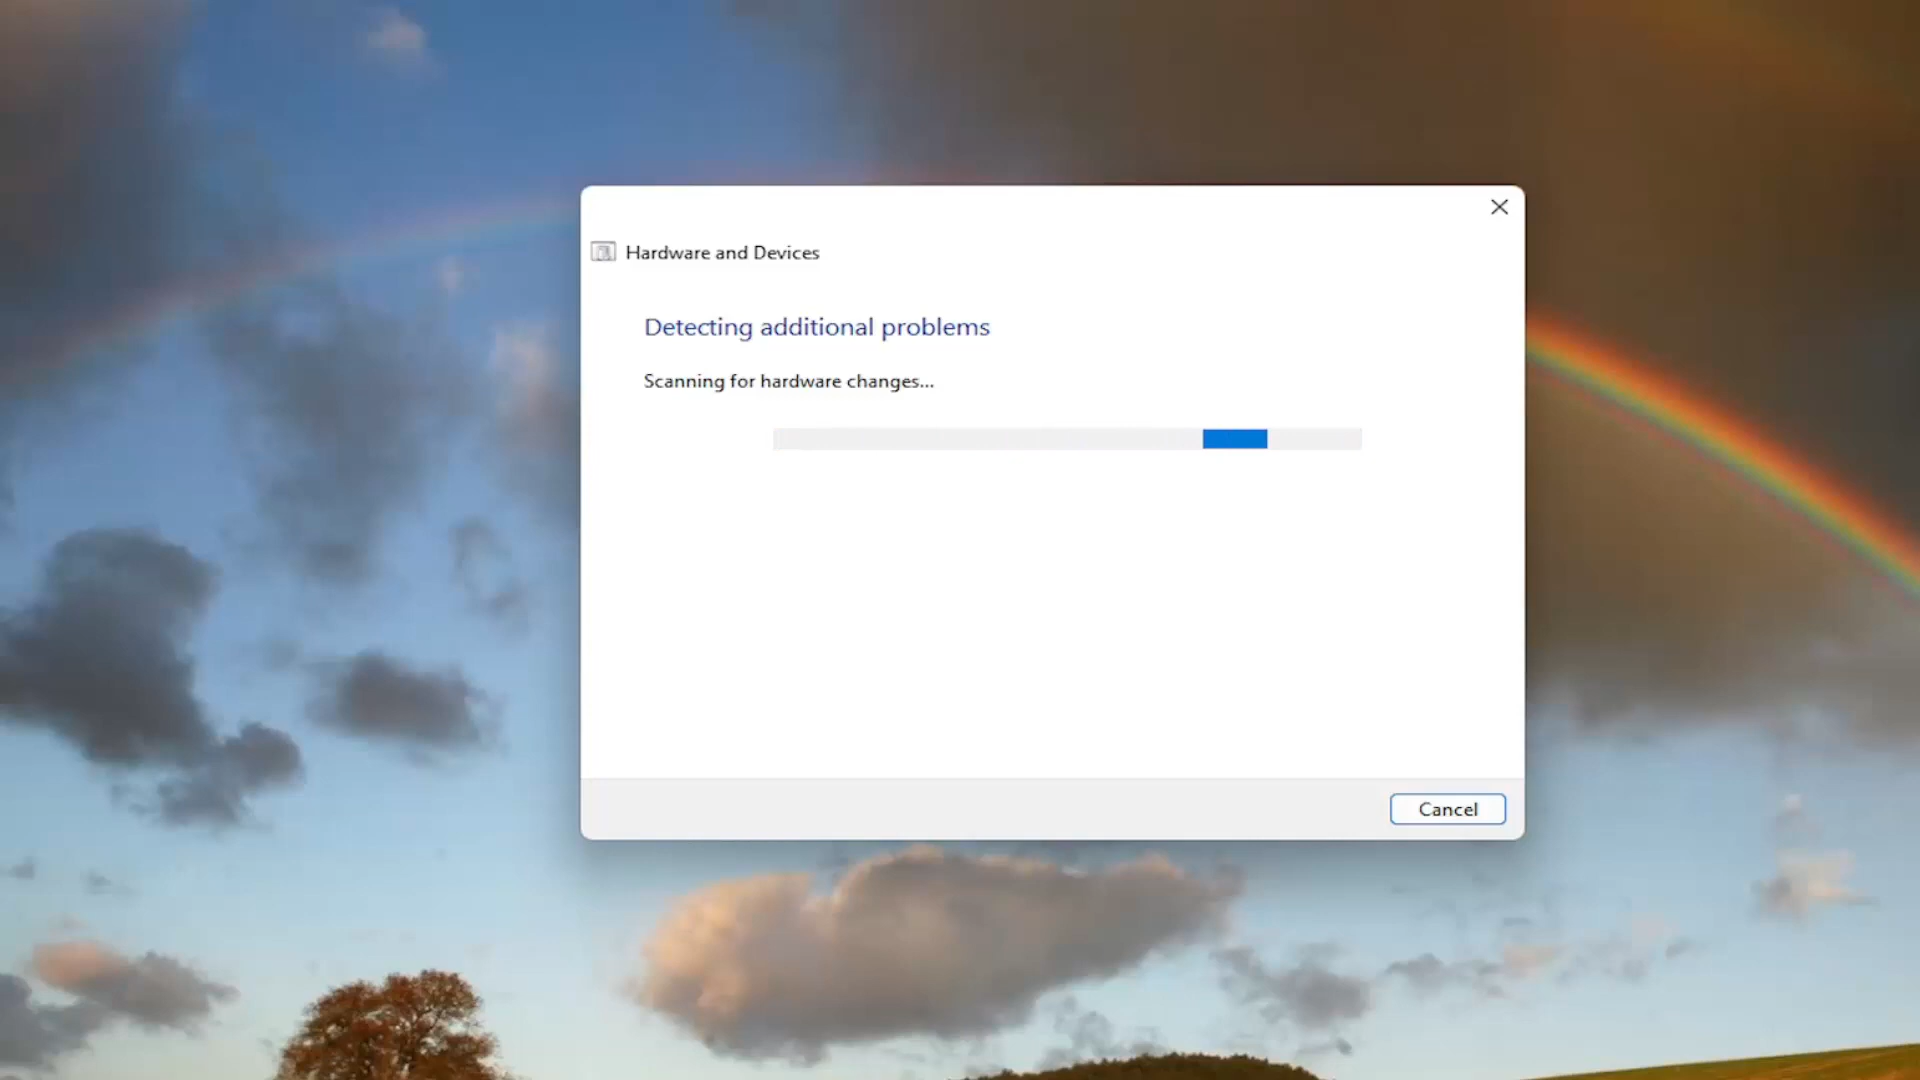 Hardware and Devices
Detecting additional problems
Scanning for hardware changes...
Cancel